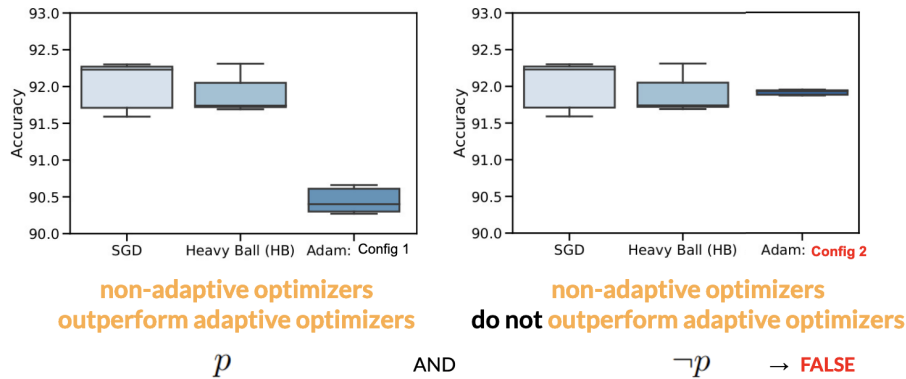 93.0
92.5
92.0
91.5
91.0
90.5
90.0
Accuracy
SGD
Heavy Ball (HB)
Adam: Config 1
93.0
92.5
92.0
91.5
91.0
90.5
90.0
Accuracy
SGD
Heavy Ball (HB)
Adam: Config 2
non-adaptive optimizers
outperform adaptive optimizers
non-adaptive optimizers
do not outperform adaptive optimizers
p AND ¬p → FALSE